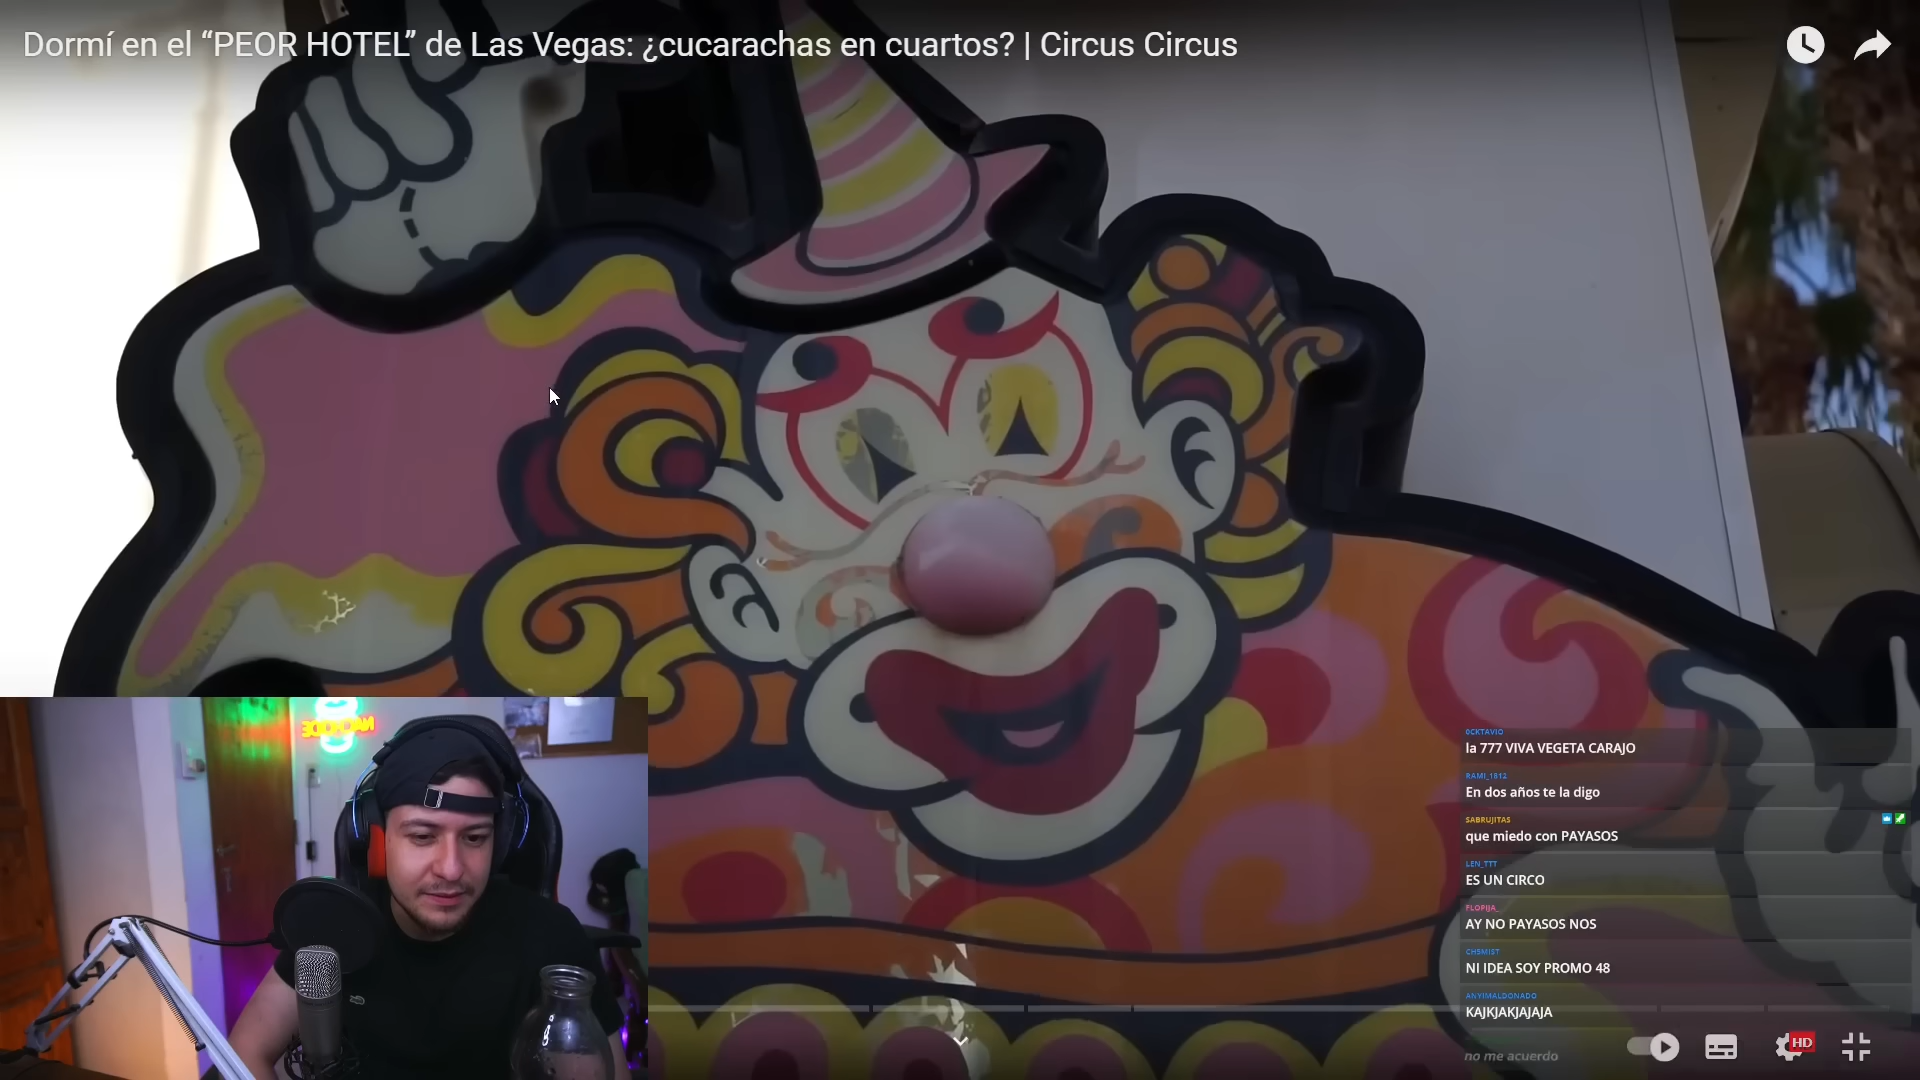 Dormí en el “PEOR HOTEL” de Las Vegas: ¿cucarachas en cuartos? | Circus Circus
0CKTAVIO
la 777 VIVA VEGETA CARAJO
RAMI_1812
En dos años te la digo
SABRUJITAS
que miedo con PAYASOS
LEN_TTT
ES UN CIRCO
FLOPIJA_
AY NO PAYASOS NOS
CH5MIST
NI IDEA SOY PROMO 48
ANYIMALDONADO
KAJKJAKJAJAJA
no me acuerdo
HD